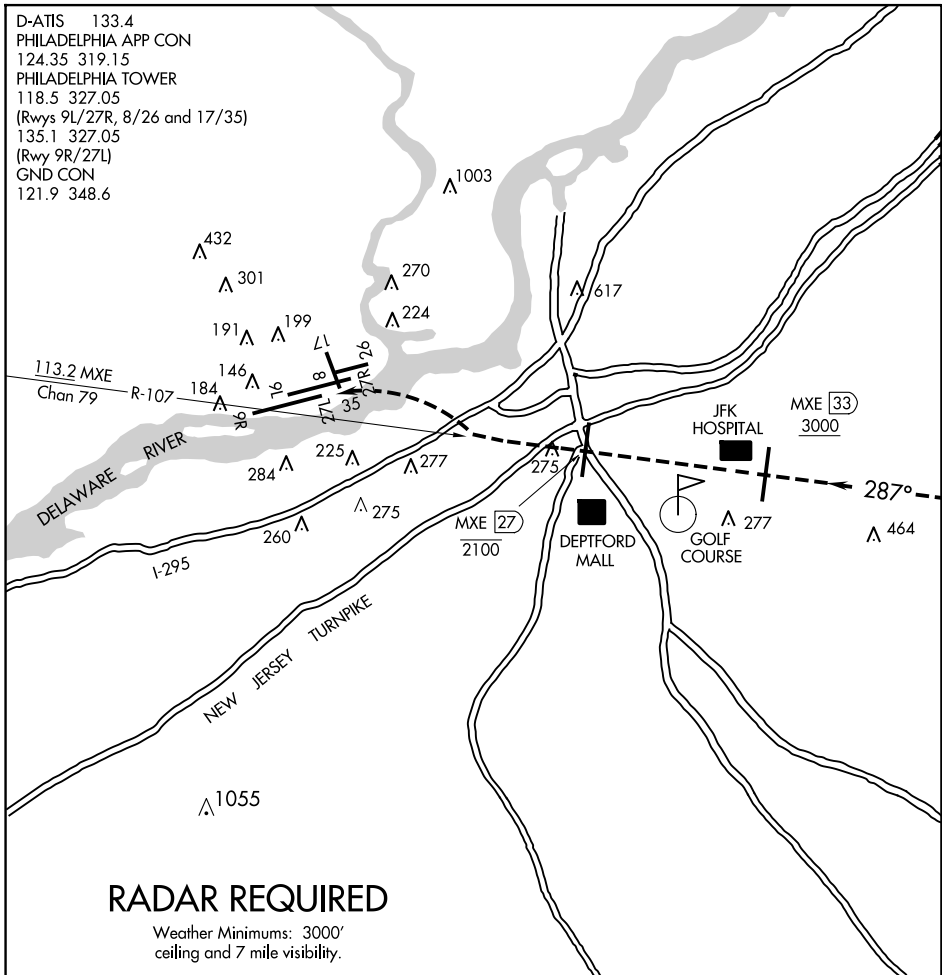 D-ATIS 133.4
PHILADELPHIA APP CON
124.35 319.15
PHILADELPHIA TOWER
118.5 327.05
(Rwys 9L/27R, 8/26 and 17/35)
135.1 327.05
(Rwy 9R/27L)
GND CON
121.9 348.6
1003
432
301
270
617
224
191
199
17
26
113.2 MXE
Chan 79
R-107
146
8
27R
9L
184
35
27L
9R
JFK
HOSPITAL
MXE 33
3000
DELAWARE RIVER
225
284
277
275
287°
275
MXE 27
2100
277
464
260
DEPTFORD
MALL
GOLF
COURSE
I-295
NEW JERSEY TURNPIKE
1055
RADAR REQUIRED
Weather Minimums: 3000'
ceiling and 7 mile visibility.